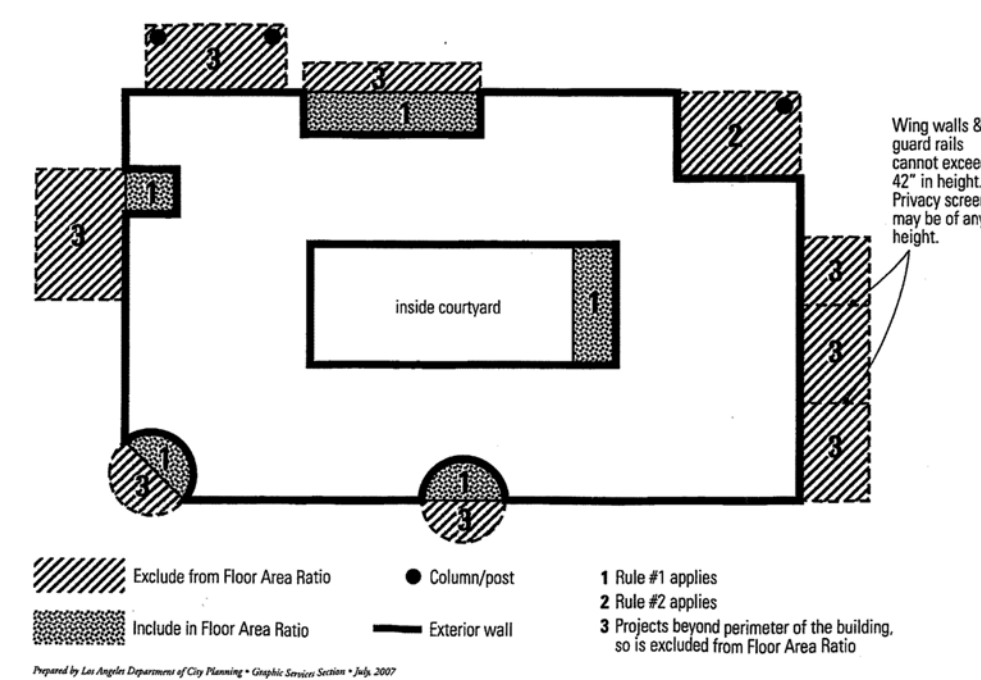 3
3
1
2
Wing walls &
guard rails
cannot exceed
42" in height.
Privacy screen
may be of any
height.
1
3
3
inside courtyard
1
3
1
3
3
1
3
Exclude from Floor Area Ratio
Column/post
1 Rule #1 applies
2 Rule #2 applies
Include in Floor Area Ratio
Exterior wall
3 Projects beyond perimeter of the building,
so is excluded from Floor Area Ratio
Prepared by Los Angeles Department of City Planning • Graphic Services Section • July, 2007